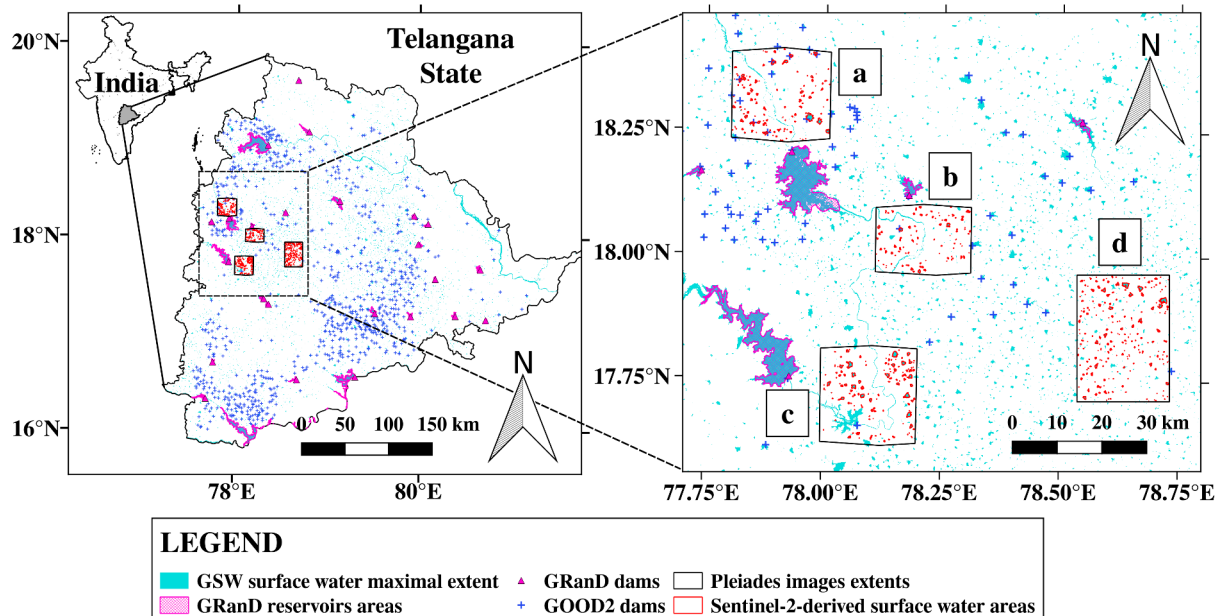 20°N
18°N
16°N
India
Telangana
State
N
0 50 100 150 km
78°E 80°E
18.25°N
18.00°N
17.75°N
a
b
c
d
N
0 10 20 30 km
77.75°E 78.00°E 78.25°E 78.50°E 78.75°E
LEGEND
GSW surface water maximal extent
GRanD reservoirs areas
GRanD dams
GOOD2 dams
Pleiades images extents
Sentinel-2-derived surface water areas